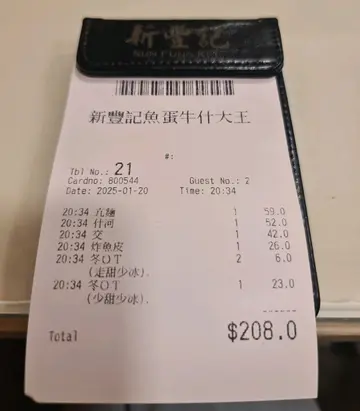 新豐記
SUN FUNG KEE
新豐記魚蛋牛什大王
#:
Tbl No.: 21
Cardno: 800544 Guest No.: 2
Date: 2025-01-20 Time: 20:34
20:34 瓜麵 1 59.0
20:34 什河 1 52.0
20:34 交 1 42.0
20:34 炸魚皮 1 26.0
20:34 冬OT 2 6.0
(走甜少冰).
20:34 冬OT 1 23.0
(少甜少冰).
------
Total $208.0